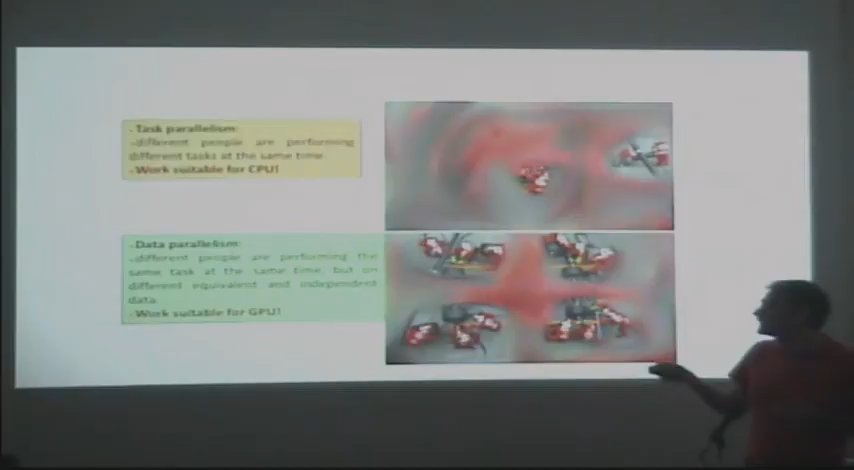 - Task parallelism:
-different people are performing
different tasks at the same time.
- Work suitable for CPU!
- Data parallelism:
-different people are performing the
same task at the same time, but on
different equivalent and independent
data.
- Work suitable for GPU!